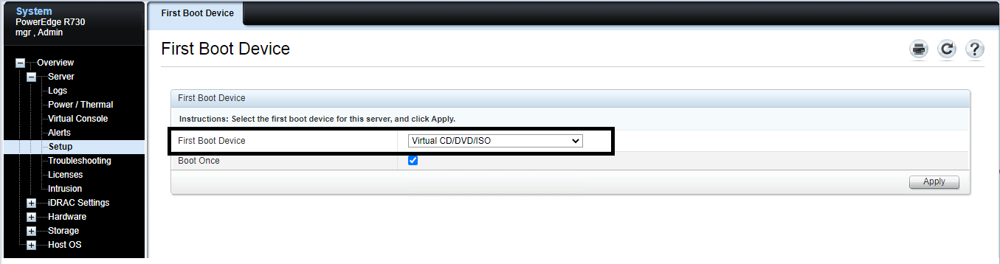 System
PowerEdge R730
mgr , Admin
Overview
Server
Logs
Power / Thermal
Virtual Console
Alerts
Setup
Troubleshooting
Licenses
Intrusion
iDRAC Settings
Hardware
Storage
Host OS
First Boot Device
First Boot Device
First Boot Device
Instructions: Select the first boot device for this server, and click Apply.
First Boot Device Virtual CD/DVD/ISO
Boot Once
Apply